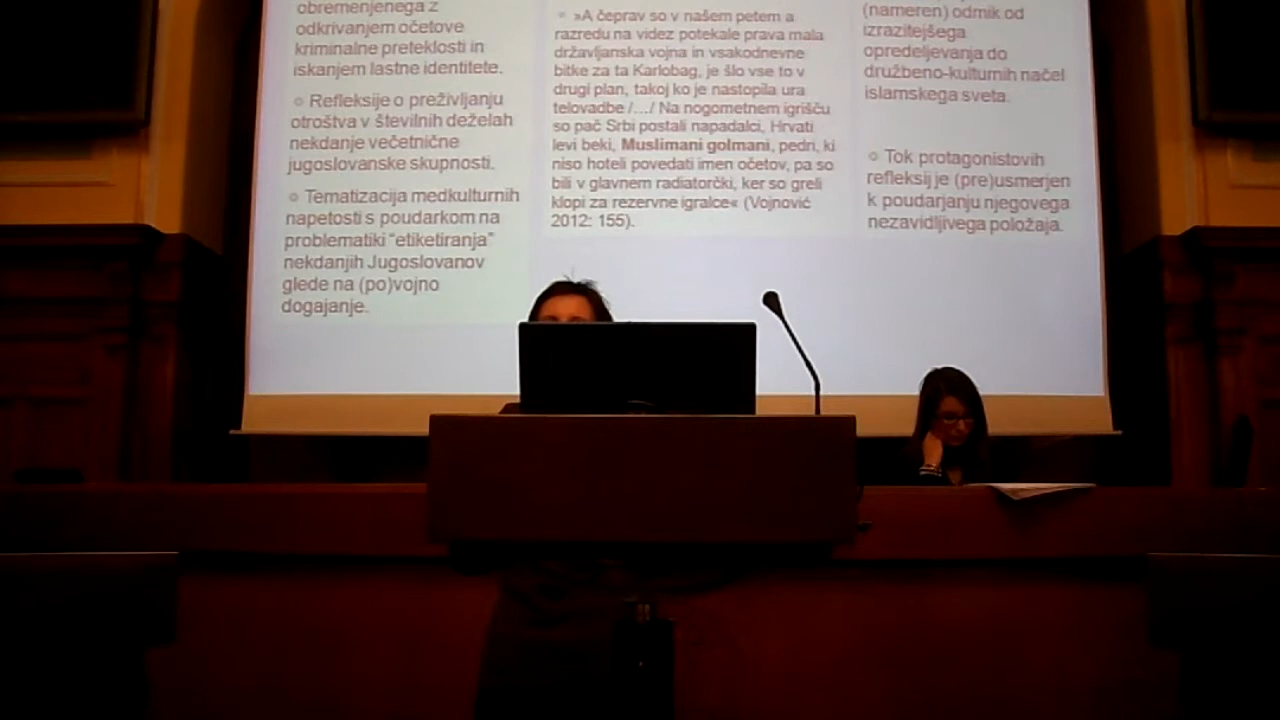 obremenjenega z
odkrivanjem očetove
kriminalne preteklosti in
iskanjem lastne identitete.
○ Refleksije o preživljanju
otroštva v številnih deželah
nekdanje večetnične
jugoslovanske skupnosti.
○ Tematizacija medkulturnih
napetosti s poudarkom na
problematiki "etiketiranja"
nekdanjih Jugoslovanov
glede na (po)vojno
dogajanje.
○ »A čeprav so v našem petem a
razredu na videz potekale prava mala
državljanska vojna in vsakodnevne
bitke za ta Karlobag, je šlo vse to v
drugi plan, takoj ko je nastopila ura
telovadbe /.../ Na nogometnem igrišču
so pač Srbi postali napadalci, Hrvati
levi beki, Muslimani golmani, pedri, ki
niso hoteli povedati imen očetov, pa so
bili v glavnem radiatorčki, ker so greli
klopi za rezervne igralce« (Vojnović
2012: 155).
(nameren) odmik od
izrazitejšega
opredeljevanja do
družbeno-kulturnih načel
islamskega sveta.
○ Tok protagonistovih
refleksij je (pre)usmerjen
k poudarjanju njegovega
nezavidljivega položaja.